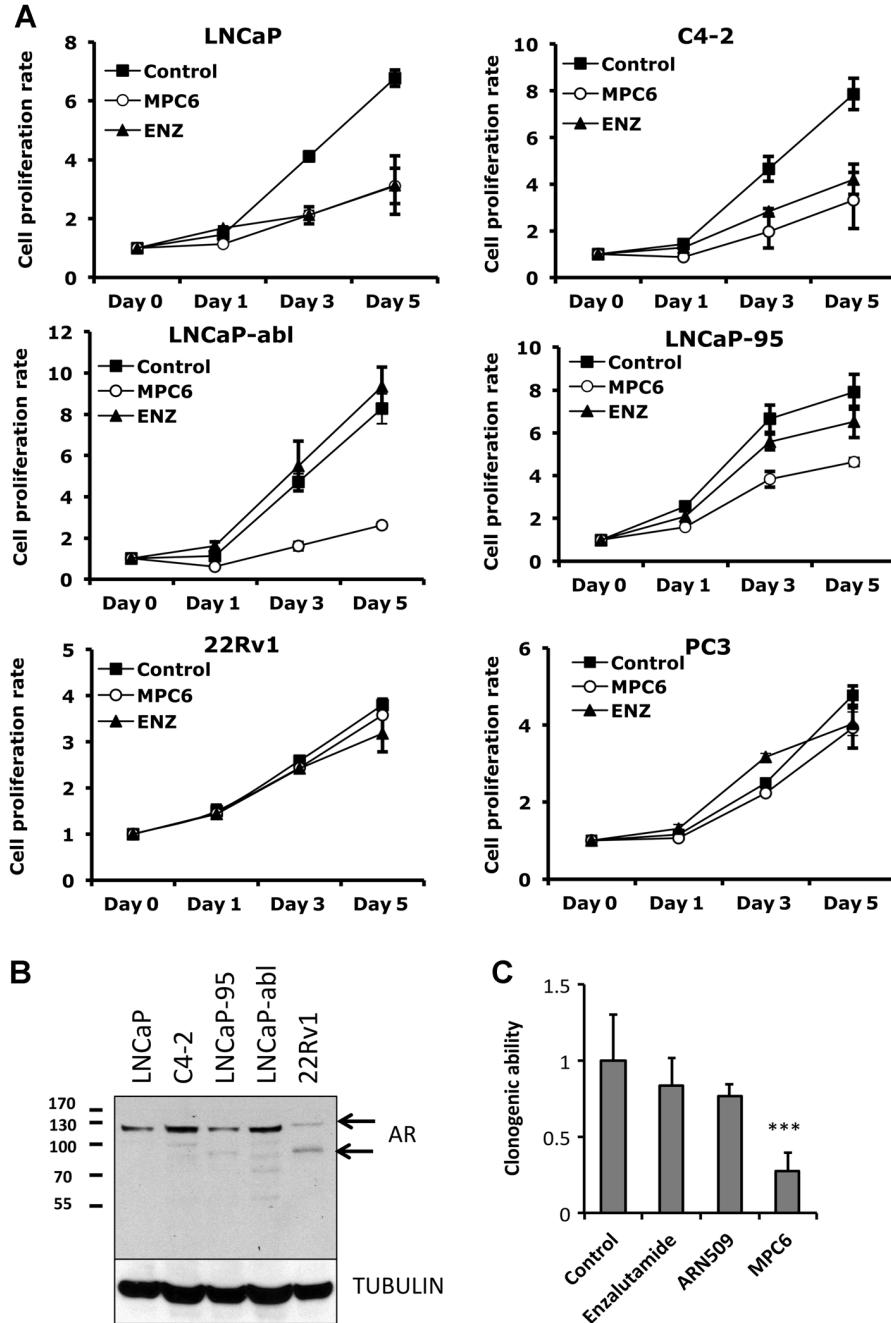 A
LNCaP
Cell proliferation rate
8
6
4
2
0
Control
MPC6
ENZ
Day 0 Day 1 Day 3 Day 5
C4-2
Cell proliferation rate
10
8
6
4
2
0
Control
MPC6
ENZ
Day 0 Day 1 Day 3 Day 5
LNCaP-abl
Cell proliferation rate
12
10
8
6
4
2
0
Control
MPC6
ENZ
Day 0 Day 1 Day 3 Day 5
LNCaP-95
Cell proliferation rate
10
8
6
4
2
0
Control
MPC6
ENZ
Day 0 Day 1 Day 3 Day 5
22Rv1
Cell proliferation rate
5
4
3
2
1
0
Control
MPC6
ENZ
Day 0 Day 1 Day 3 Day 5
PC3
Cell proliferation rate
6
4
2
0
Control
MPC6
ENZ
Day 0 Day 1 Day 3 Day 5
B
LNCaP
C4-2
LNCaP-95
LNCaP-abl
22Rv1
170
130
100
70
55
AR
TUBULIN
C
Clonogenic ability
1.5
1
0.5
0
***
Control
Enzalutamide
ARN509
MPC6